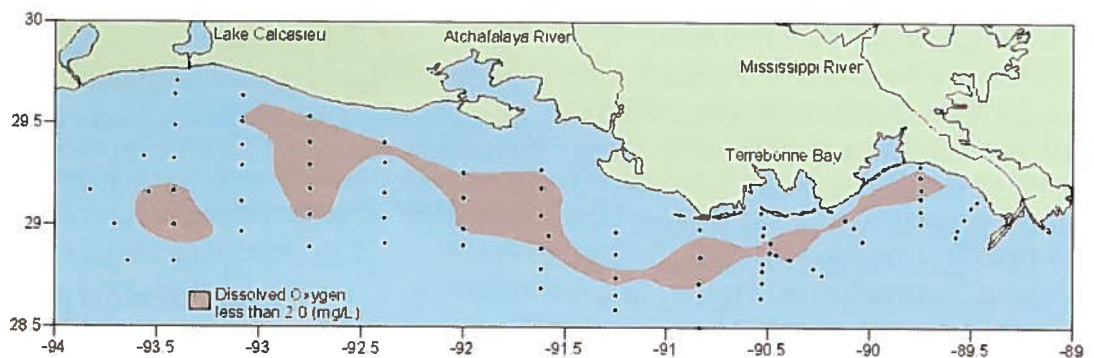 30
Lake Calcasieu
Atchafalaya River
Mississippi River
29.5
Terrebonne Bay
29
Dissolved Oxygen
less than 2.0 (mg/L)
28.5
-94 -93.5 -93 -92.5 -92 -91.5 -91 -90.5 -90 -89.5 -89